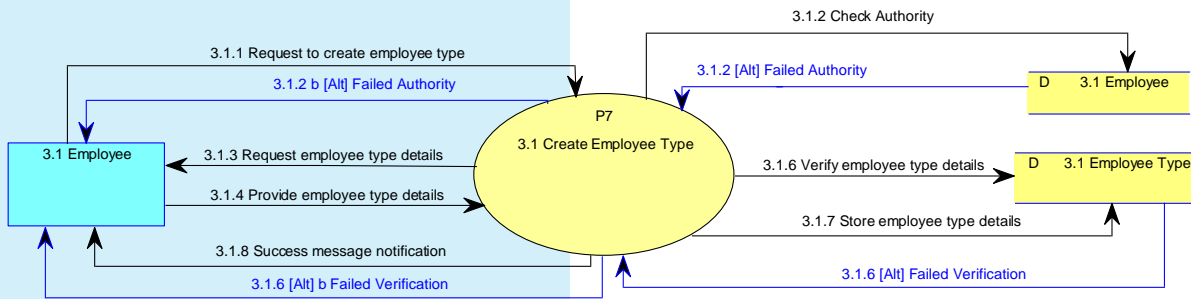 3.1.2 Check Authority
3.1.1 Request to create employee type
3.1.2 b [Alt] Failed Authority
3.1.2 [Alt] Failed Authority
D 3.1 Employee
P7
3.1 Create Employee Type
3.1 Employee
3.1.3 Request employee type details
3.1.6 Verify employee type details
D 3.1 Employee Type
3.1.4 Provide employee type details
3.1.7 Store employee type details
3.1.8 Success message notification
3.1.6 [Alt] Failed Verification
3.1.6 [Alt] b Failed Verification